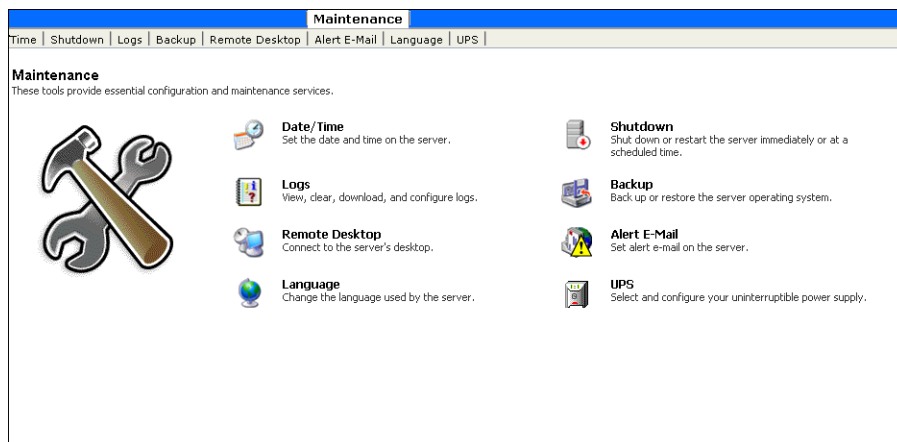 Maintenance
Time | Shutdown | Logs | Backup | Remote Desktop | Alert E-Mail | Language | UPS |
Maintenance
These tools provide essential configuration and maintenance services.
Date/Time
Set the date and time on the server.
Shutdown
Shut down or restart the server immediately or at a
scheduled time.
Logs
View, clear, download, and configure logs.
Backup
Back up or restore the server operating system.
Remote Desktop
Connect to the server's desktop.
Alert E-Mail
Set alert e-mail on the server.
Language
Change the language used by the server.
UPS
Select and configure your uninterruptible power supply.